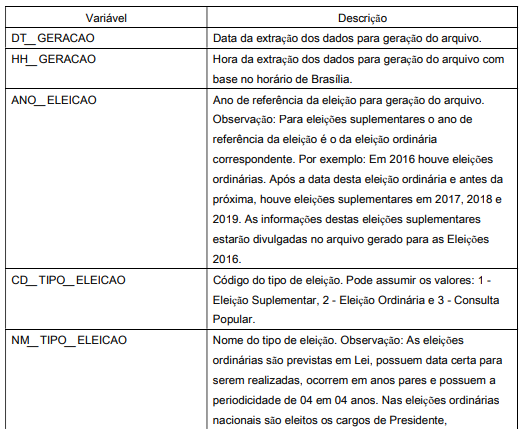 Variável Descrição
DT__GERACAO Data da extração dos dados para geração do arquivo.
HH__GERACAO Hora da extração dos dados para geração do arquivo com
base no horário de Brasília.
ANO__ELEICAO Ano de referência da eleição para geração do arquivo.
Observação: Para eleições suplementares o ano de
referência da eleição é o da eleição ordinária
correspondente. Por exemplo: Em 2016 houve eleições
ordinárias. Após a data desta eleição ordinária e antes da
próxima, houve eleições suplementares em 2017, 2018 e
2019. As informações destas eleições suplementares
estarão divulgadas no arquivo gerado para as Eleições
2016.
CD__TIPO__ELEICAO Código do tipo de eleição. Pode assumir os valores: 1 -
Eleição Suplementar, 2 - Eleição Ordinária e 3 - Consulta
Popular.
NM__TIPO__ELEICAO Nome do tipo de eleição. Observação: As eleições
ordinárias são previstas em Lei, possuem data certa para
serem realizadas, ocorrem em anos pares e possuem a
periodicidade de 04 em 04 anos. Nas eleições ordinárias
nacionais são eleitos os cargos de Presidente,